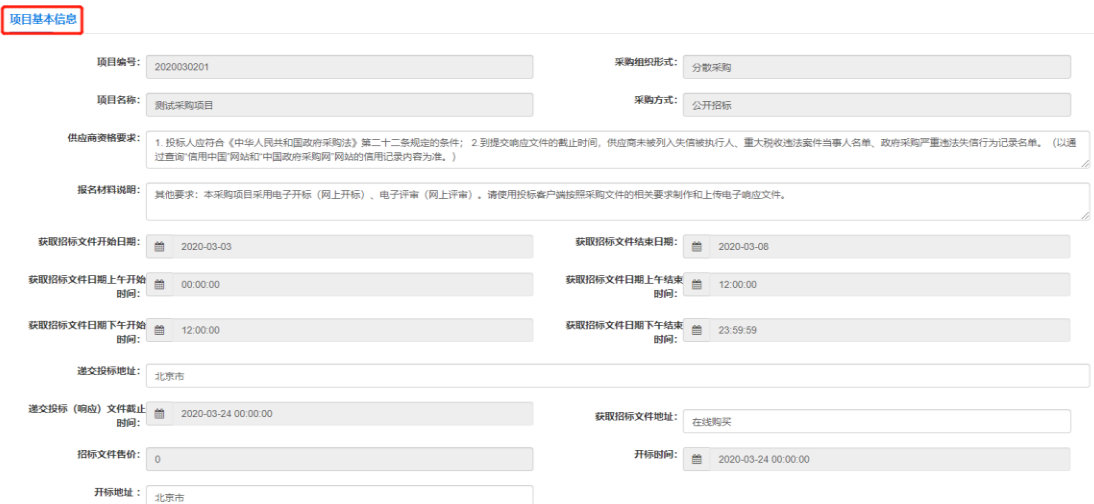 项目基本信息
项目编号： 2020030201 采购组织形式： 分散采购
项目名称： 测试采购项目 采购方式： 公开招标
供应商资格要求： 1. 投标人应符合《中华人民共和国政府采购法》第二十二条规定的条件； 2.到提交响应文件的截止时间，供应商未被列入失信被执行人、重大税收违法案件当事人名单、政府采购严重违法失信行为记录名单。（以通
过查询“信用中国”网站和“中国政府采购网”网站的信用记录内容为准。）
报名材料说明： 其他要求：本采购项目采用电子开标（网上开标）、电子评审（网上评审）。请使用投标客户端按照采购文件的相关要求制作和上传电子响应文件。
获取招标文件开始日期： 2020-03-03 获取招标文件结束日期： 2020-03-08
获取招标文件日期上午开始 00:00:00 获取招标文件日期上午结束 12:00:00
时间： 时间：
获取招标文件日期下午开始 12:00:00 获取招标文件日期下午结束 23:59:59
时间： 时间：
递交投标地址： 北京市
递交投标（响应）文件截止 2020-03-24 00:00:00 获取招标文件地址： 在线购买
时间：
招标文件售价： 0 开标时间： 2020-03-24 00:00:00
开标地址： 北京市